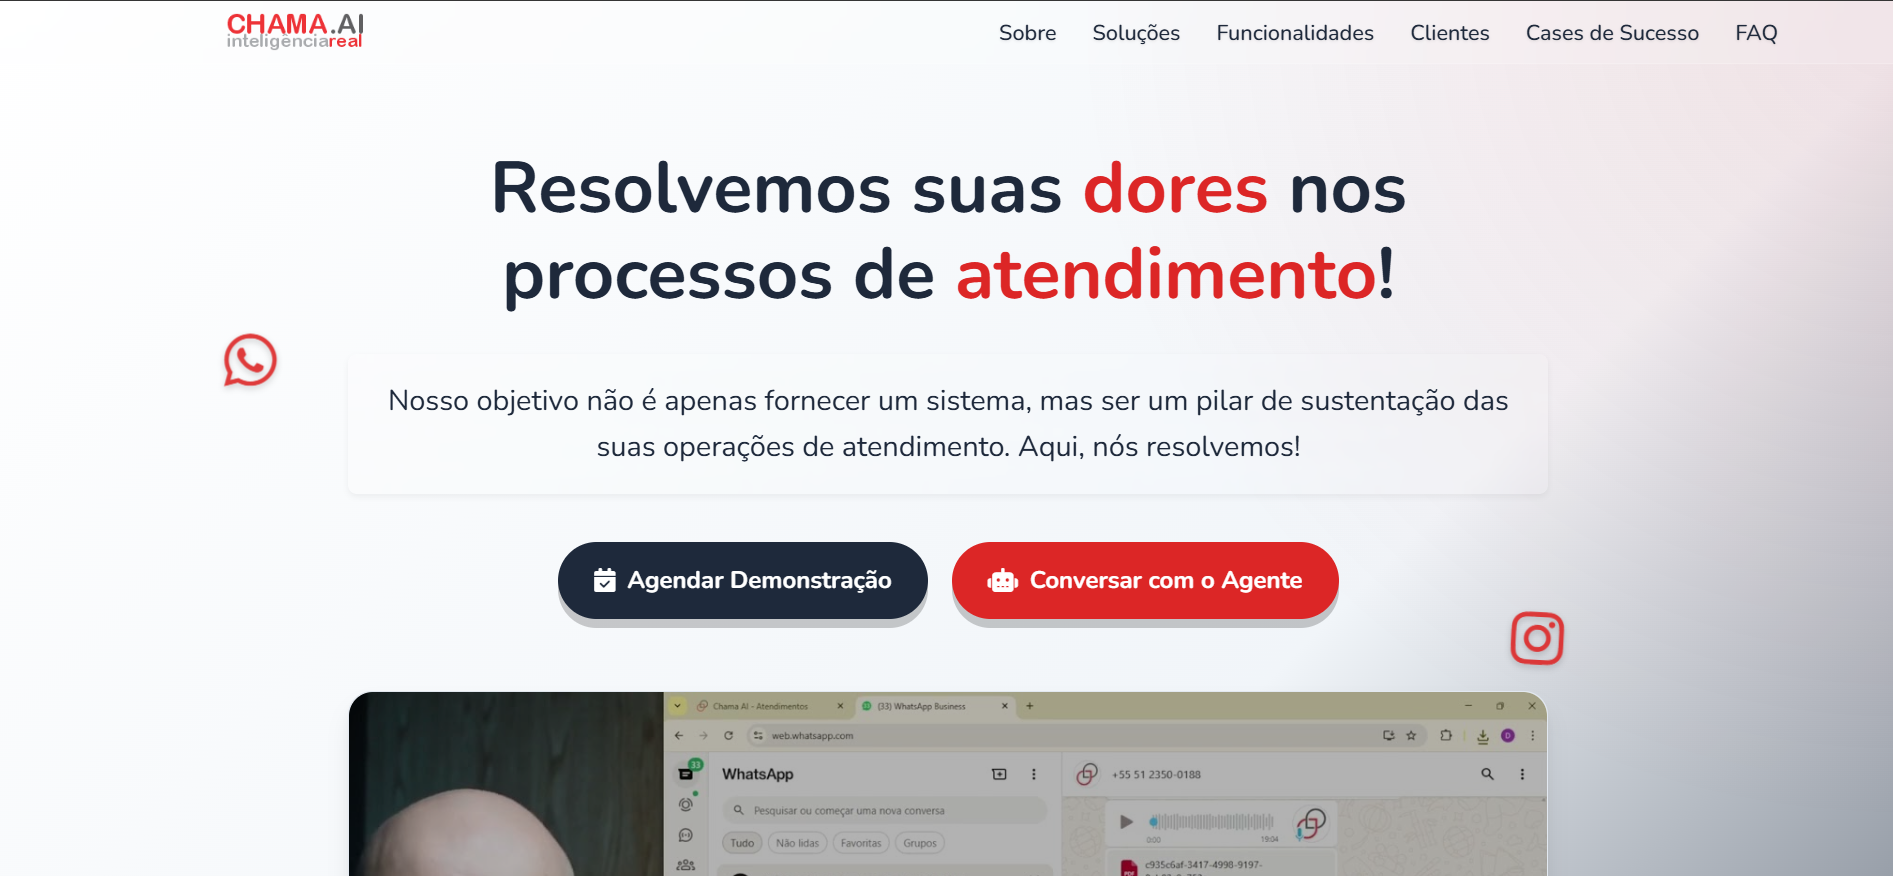 CHAMA.AI
inteligênciareal
Sobre Soluções Funcionalidades Clientes Cases de Sucesso FAQ
Resolvemos suas dores nos
processos de atendimento!
Nosso objetivo não é apenas fornecer um sistema, mas ser um pilar de sustentação das
suas operações de atendimento. Aqui, nós resolvemos!
Agendar Demonstração Conversar com o Agente
Chama AI - Atendimentos (33) WhatsApp Business
web.whatsapp.com
D
33
WhatsApp
+55 51 2350-0188
Pesquisar ou começar uma nova conversa
0:00 19:04
Tudo Não lidas Favoritas Grupos
PDF
c935c6af-3417-4998-9197-